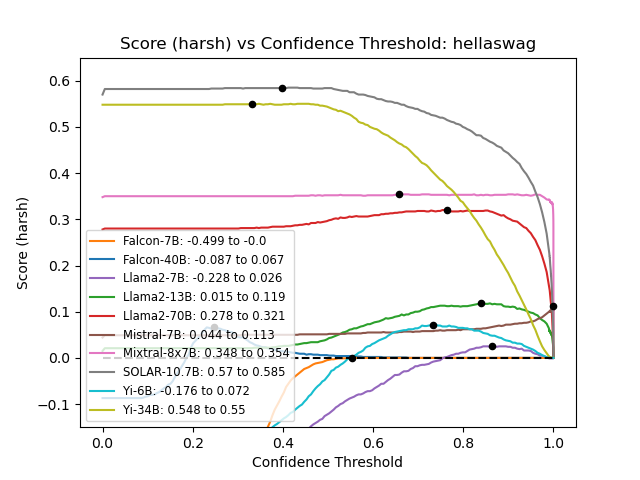 Score (harsh) vs Confidence Threshold: hellaswag
Score (harsh)
0.6
0.5
0.4
0.3
0.2
0.1
0.0
−0.1
Falcon-7B: -0.499 to -0.0
Falcon-40B: -0.087 to 0.067
Llama2-7B: -0.228 to 0.026
Llama2-13B: 0.015 to 0.119
Llama2-70B: 0.278 to 0.321
Mistral-7B: 0.044 to 0.113
Mixtral-8x7B: 0.348 to 0.354
SOLAR-10.7B: 0.57 to 0.585
Yi-6B: -0.176 to 0.072
Yi-34B: 0.548 to 0.55
0.0 0.2 0.4 0.6 0.8 1.0
Confidence Threshold